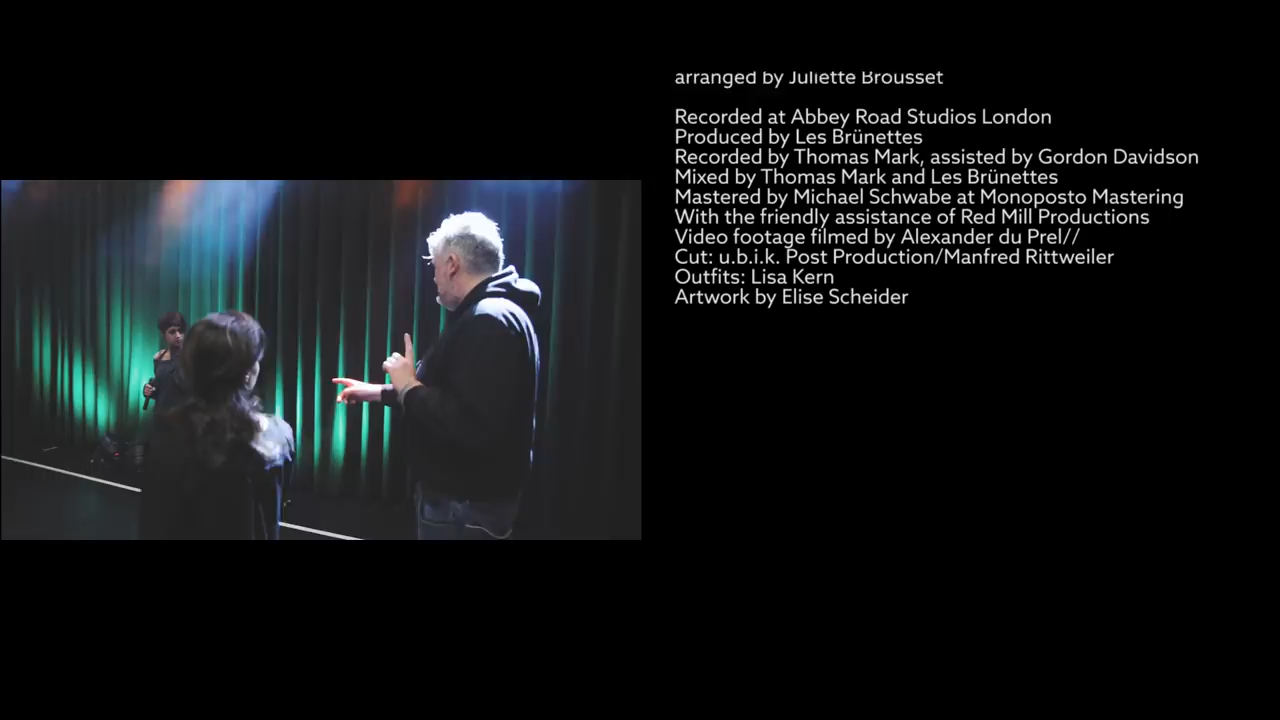 arranged by Juliette Brousset
Recorded at Abbey Road Studios London
Produced by Les Brünettes
Recorded by Thomas Mark, assisted by Gordon Davidson
Mixed by Thomas Mark and Les Brünettes
Mastered by Michael Schwabe at Monoposto Mastering
With the friendly assistance of Red Mill Productions
Video footage filmed by Alexander du Prel//
Cut: u.b.i.k. Post Production/Manfred Rittweiler
Outfits: Lisa Kern
Artwork by Elise Scheider